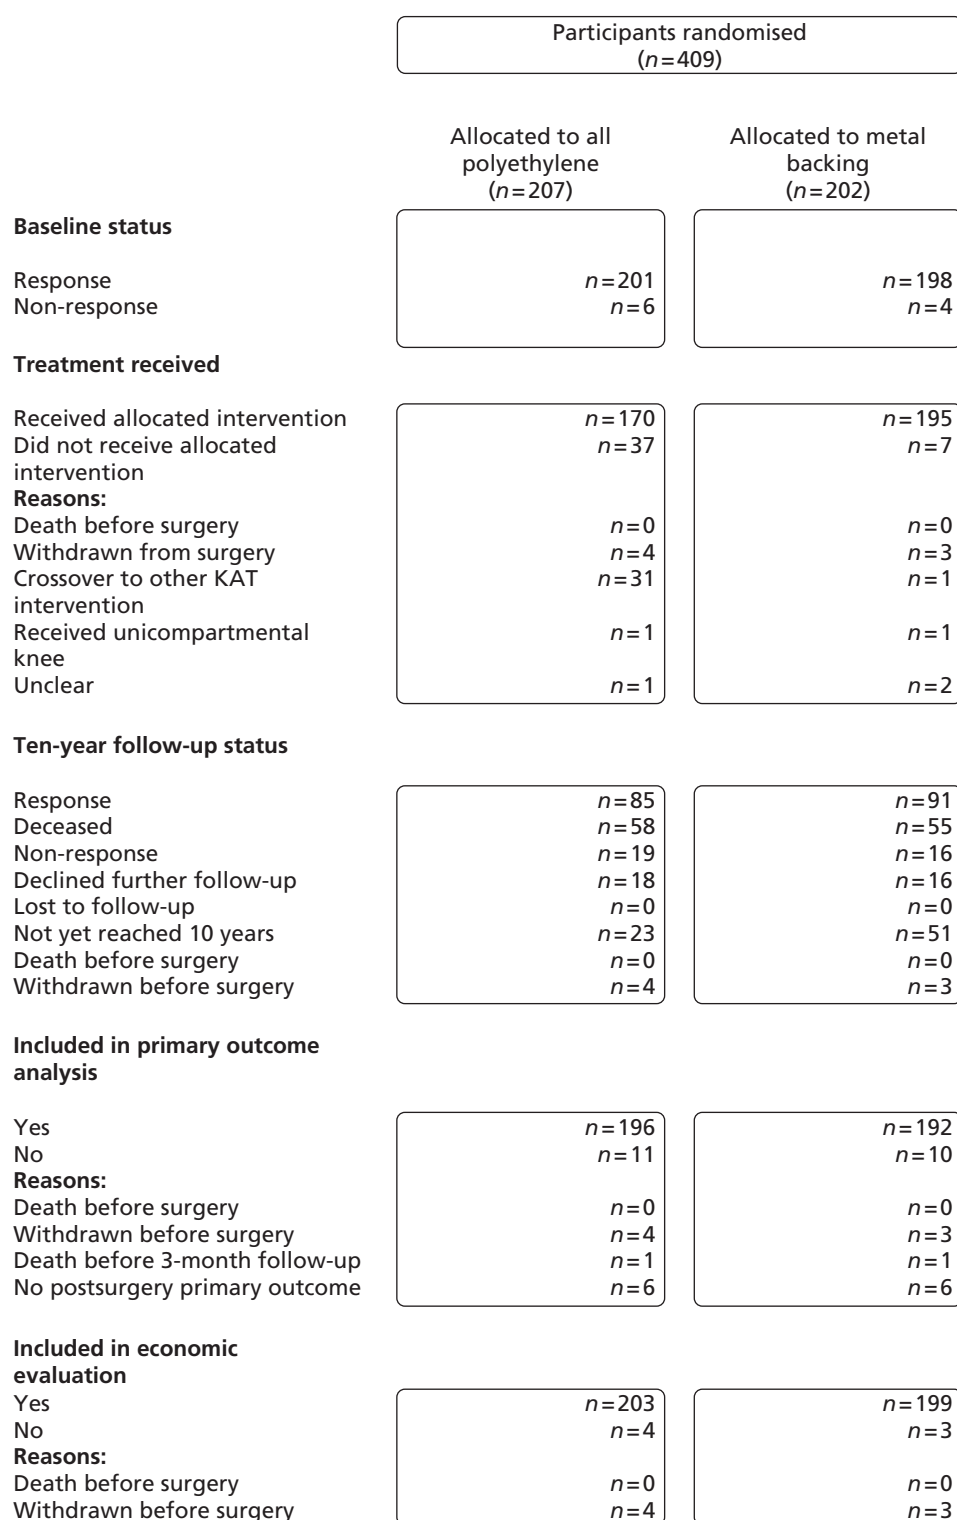 Participants randomised
(n=409)
Allocated to all
polyethylene
(n=207)
Allocated to metal
backing
(n=202)
Baseline status
Response n=201 n=198
Non-response n=6 n=4
Treatment received
Received allocated intervention n=170 n=195
Did not receive allocated n=37 n=7
intervention
Reasons:
Death before surgery n=0 n=0
Withdrawn from surgery n=4 n=3
Crossover to other KAT n=31 n=1
intervention
Received unicompartmental n=1 n=1
knee
Unclear n=1 n=2
Ten-year follow-up status
Response n=85 n=91
Deceased n=58 n=55
Non-response n=19 n=16
Declined further follow-up n=18 n=16
Lost to follow-up n=0 n=0
Not yet reached 10 years n=23 n=51
Death before surgery n=0 n=0
Withdrawn before surgery n=4 n=3
Included in primary outcome
analysis
Yes n=196 n=192
No n=11 n=10
Reasons:
Death before surgery n=0 n=0
Withdrawn before surgery n=4 n=3
Death before 3-month follow-up n=1 n=1
No postsurgery primary outcome n=6 n=6
Included in economic
evaluation
Yes n=203 n=199
No n=4 n=3
Reasons:
Death before surgery n=0 n=0
Withdrawn before surgery n=4 n=3